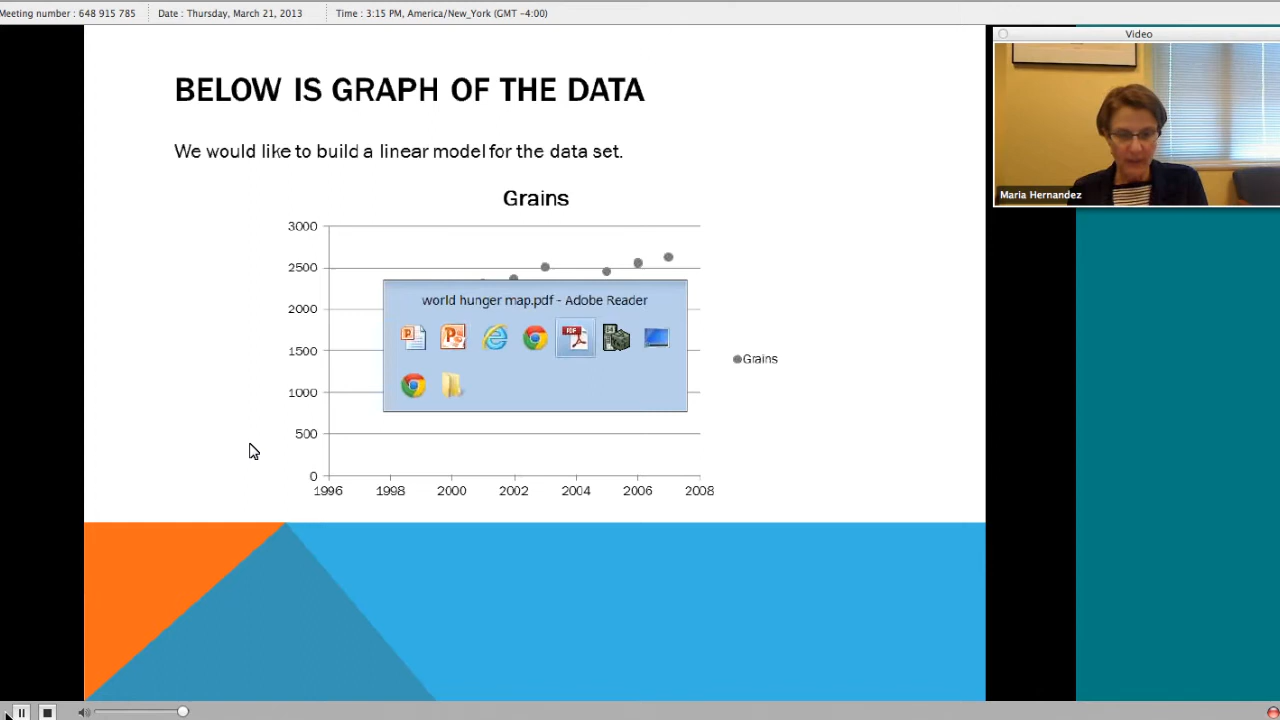 Meeting number : 648 915 785 Date : Thursday, March 21, 2013 Time : 3:15 PM, America/New_York (GMT -4:00)
Video
BELOW IS GRAPH OF THE DATA
We would like to build a linear model for the data set.
Maria Hernandez
Grains
3000
2500
2000
1500
1000
500
0
world hunger map.pdf - Adobe Reader
Grains
1996 1998 2000 2002 2004 2006 2008